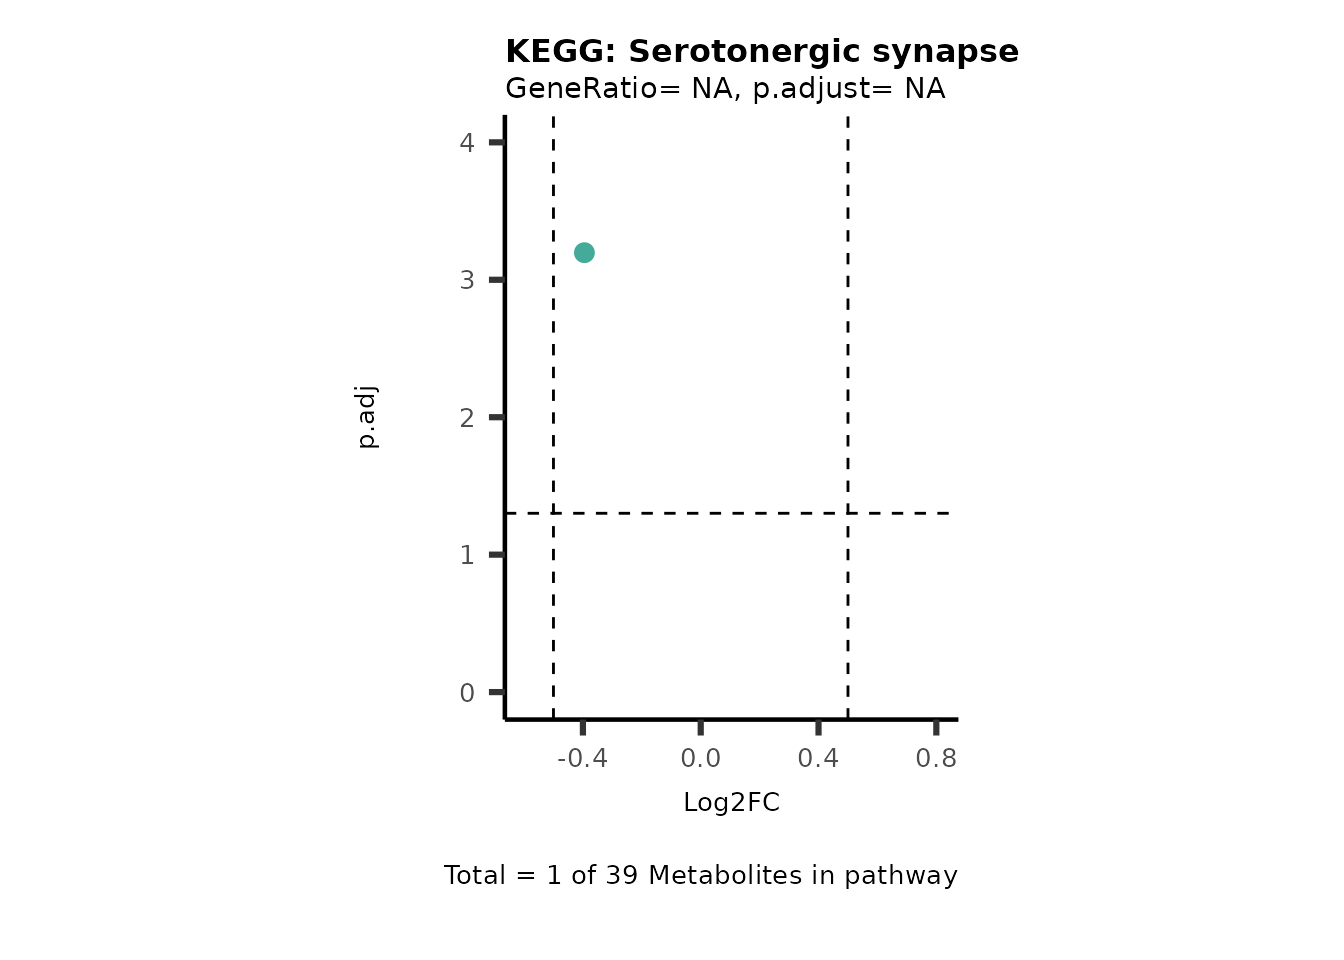 KEGG: Serotonergic synapse
GeneRatio= NA, p.adjust= NA
4
3
2
1
0
p.adj
-0.4 0.0 0.4 0.8
Log2FC
Total = 1 of 39 Metabolites in pathway